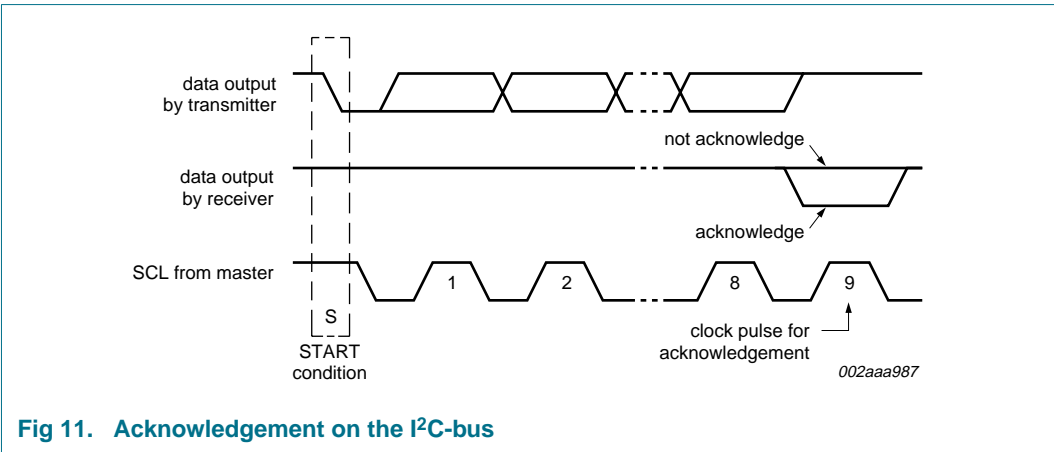 data output
by transmitter
not acknowledge
data output
by receiver
acknowledge
SCL from master
1
2
8
9
S
START
condition
clock pulse for
acknowledgement
002aaa987
Fig 11. Acknowledgement on the I²C-bus